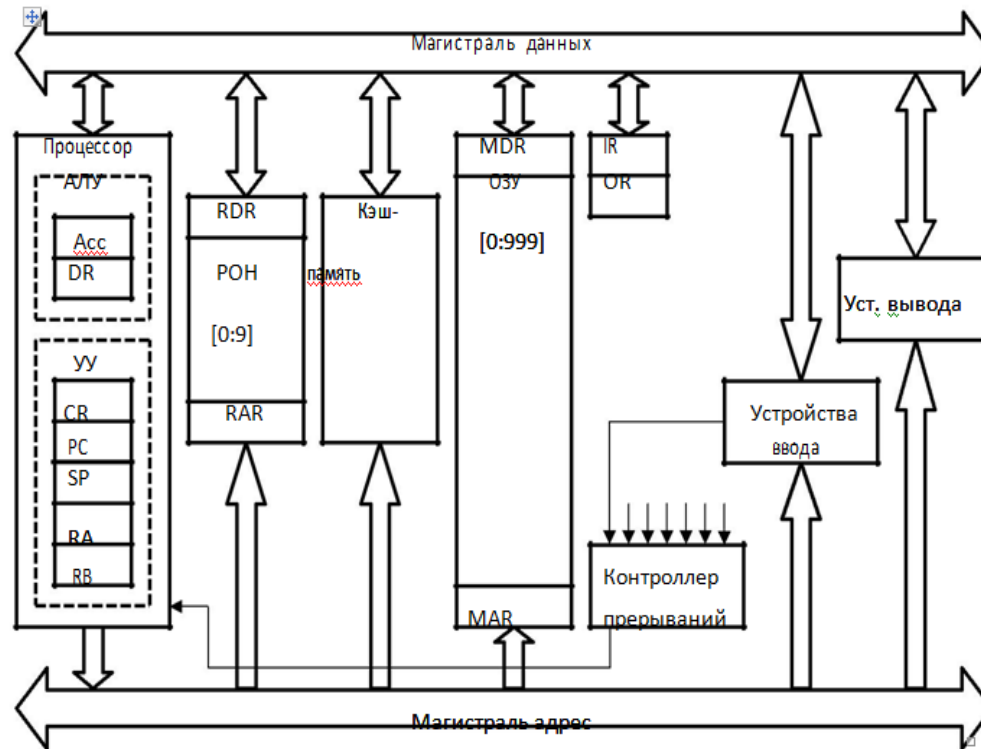 Магистраль данных
Процессор
АЛУ
Acc
DR
УУ
CR
PC
SP
RA
RB
RDR
РОН
[0:9]
RAR
Кэш-
память
MDR
ОЗУ
[0:999]
MAR
IR
OR
Уст. вывода
Устройства
ввода
Контроллер
прерываний
Магистраль адрес